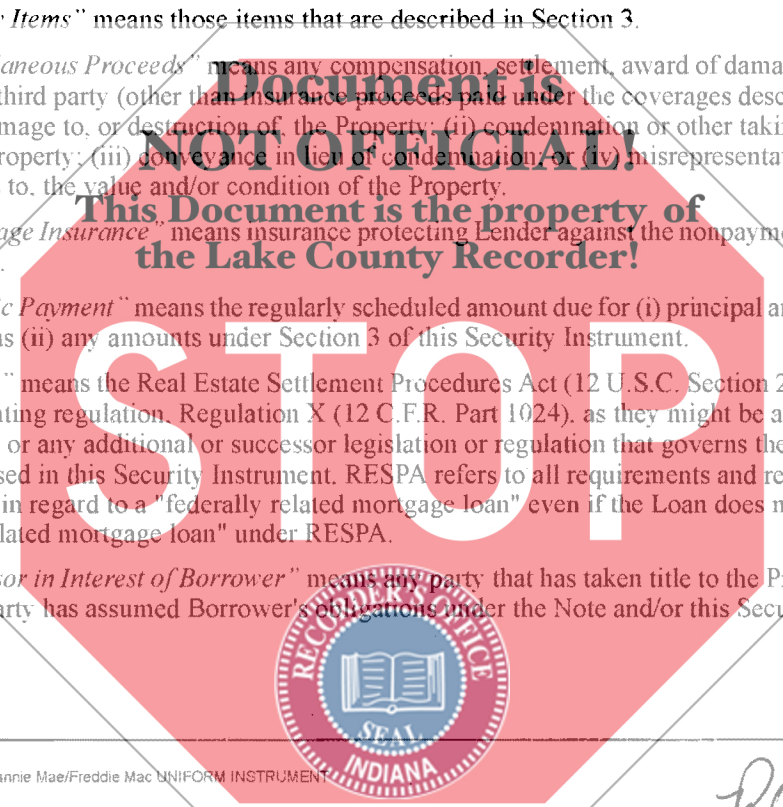 Items" means those items that are described in Section 3.
laneous Proceeds" means any compensation, settlement, award of dama
third party (other than insurance proceeds paid under the coverages desc
mage to, or destruction of, the Property; (ii) condemnation or other taki
roperty; (iii) conveyance in lieu of condemnation; or (iv) misrepresentat
to, the value and/or condition of the Property.
Document is
NOT OFFICIAL!
This Document is the property of
the Lake County Recorder!
age Insurance" means insurance protecting Lender against the nonpayme
c Payment" means the regularly scheduled amount due for (i) principal a
s (ii) any amounts under Section 3 of this Security Instrument.
" means the Real Estate Settlement Procedures Act (12 U.S.C. Section 2
ting regulation, Regulation X (12 C.F.R. Part 1024), as they might be a
or any additional or successor legislation or regulation that governs the
sed in this Security Instrument, RESPA refers to all requirements and re
in regard to a "federally related mortgage loan" even if the Loan does n
lated mortgage loan" under RESPA.
STOP
sor in Interest of Borrower" means any party that has taken title to the P
arty has assumed Borrower's obligations under the Note and/or this Secu
RECORDER'S OFFICE
SEAL
INDIANA
annie Mae/Freddie Mac UNIFORM INSTRUMENT